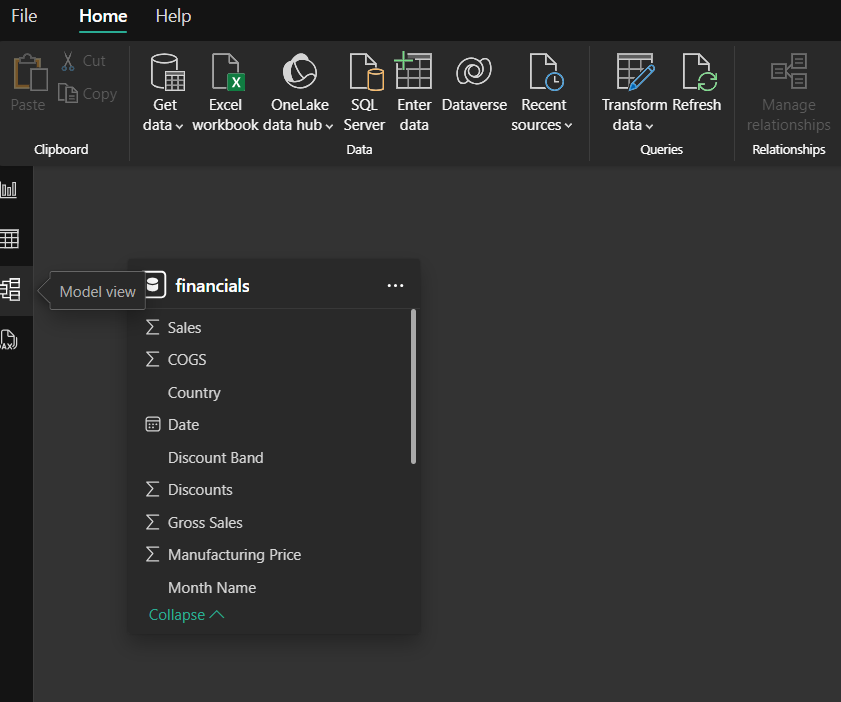 File Home Help
Cut
Paste Copy
Get data
Excel workbook
OneLake data hub
SQL Server
Enter data
Dataverse
Recent sources
Transform data
Refresh
Manage relationships
Clipboard Data Queries Relationships
financials ...
Model view
Σ Sales
Σ COGS
Country
Date
Discount Band
Σ Discounts
Σ Gross Sales
Σ Manufacturing Price
Month Name
Collapse